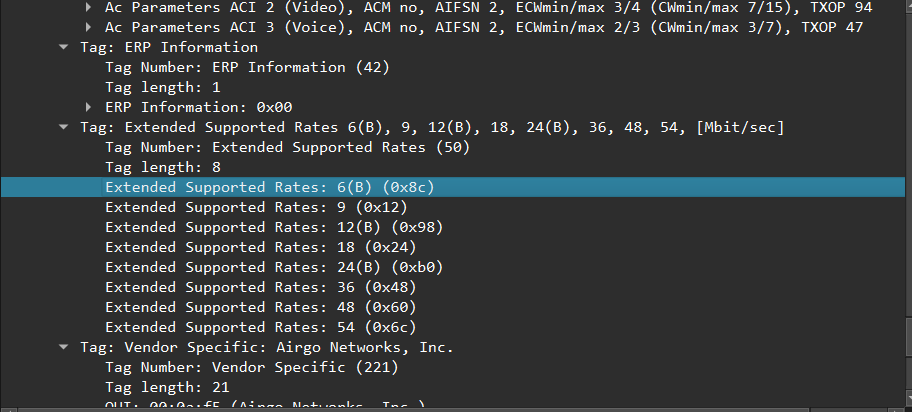 Ac Parameters ACI 2 (Video), ACM no, AIFSN 2, ECWmin/max 3/4 (CWmin/max 7/15), TXOP 94
Ac Parameters ACI 3 (Voice), ACM no, AIFSN 2, ECWmin/max 2/3 (CWmin/max 3/7), TXOP 47
Tag: ERP Information
Tag Number: ERP Information (42)
Tag length: 1
ERP Information: 0x00
Tag: Extended Supported Rates 6(B), 9, 12(B), 18, 24(B), 36, 48, 54, [Mbit/sec]
Tag Number: Extended Supported Rates (50)
Tag length: 8
Extended Supported Rates: 6(B) (0x8c)
Extended Supported Rates: 9 (0x12)
Extended Supported Rates: 12(B) (0x98)
Extended Supported Rates: 18 (0x24)
Extended Supported Rates: 24(B) (0xb0)
Extended Supported Rates: 36 (0x48)
Extended Supported Rates: 48 (0x60)
Extended Supported Rates: 54 (0x6c)
Tag: Vendor Specific: Airgo Networks, Inc.
Tag Number: Vendor Specific (221)
Tag length: 21
OUI: 00:0a:f5 (Airgo Networks, Inc.)